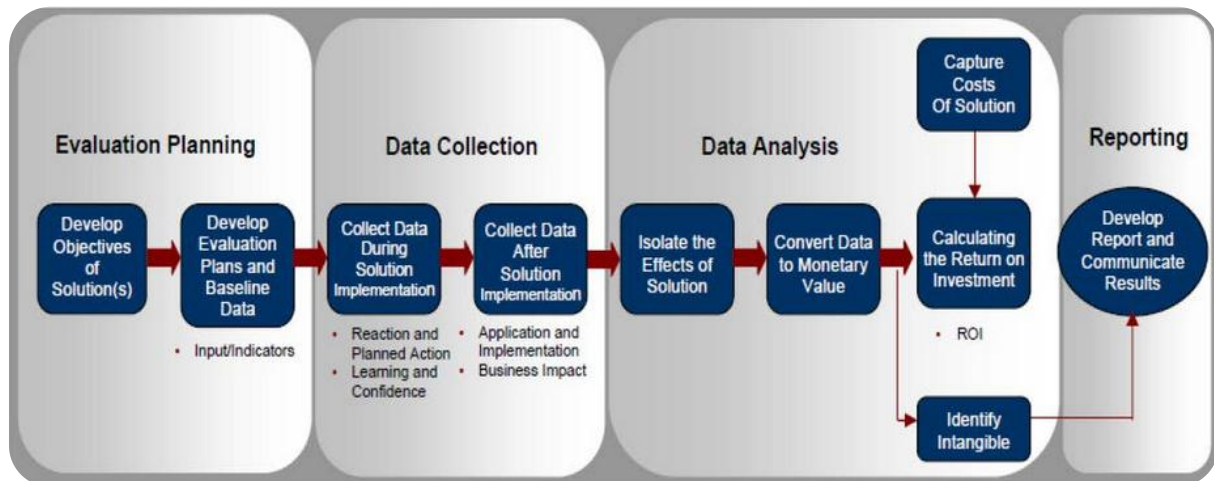 Evaluation Planning
Develop
Objectives
of
Solution(s)
Develop
Evaluation
Plans and
Baseline
Data
• Input/Indicators
Data Collection
Collect Data
During
Solution
Implementation
• Reaction and
Planned Action
• Learning and
Confidence
Collect Data
After
Solution
Implementation
• Application and
Implementation
• Business Impact
Data Analysis
Isolate the
Effects of
Solution
Convert Data
to Monetary
Value
Capture
Costs
Of Solution
Calculating
the Return on
Investment
• ROI
Identify
Intangible
Reporting
Develop
Report and
Communicate
Results